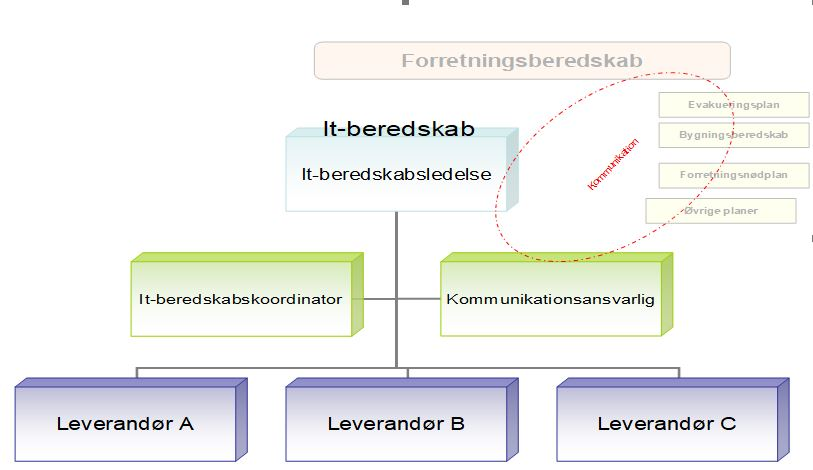 Forretningsberedskab
Evakueringsplan
It-beredskab
Bygningsberedskab
Kommunikation
It-beredskabsledelse
Forretningsnødplan
Øvrige planer
It-beredskabskoordinator
Kommunikationsansvarlig
Leverandør A
Leverandør B
Leverandør C